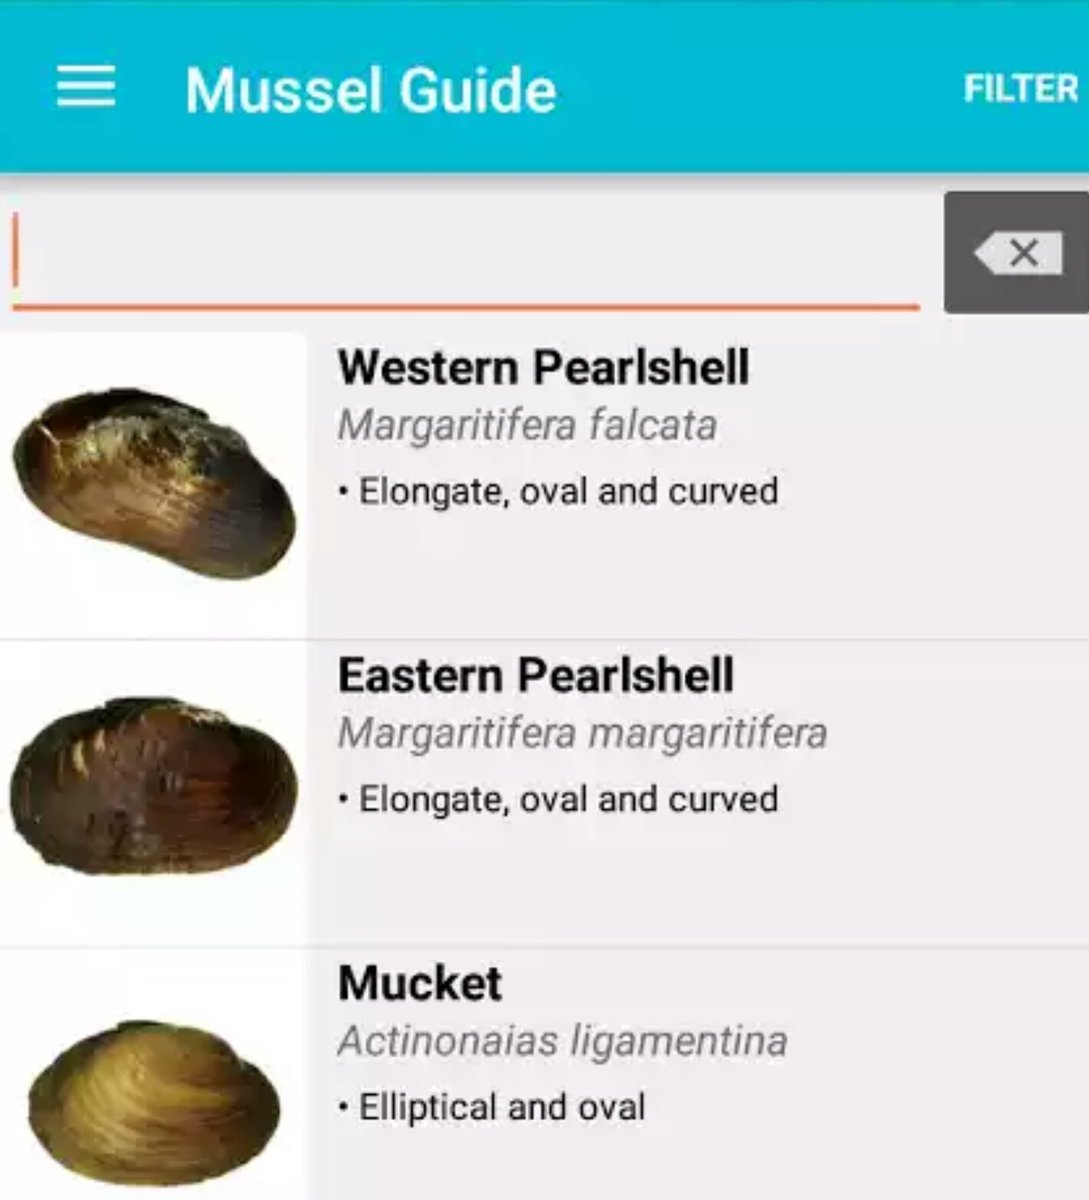 Mussel Guide
FILTER
Western Pearlshell
Margaritifera falcata
• Elongate, oval and curved
Eastern Pearlshell
Margaritifera margaritifera
• Elongate, oval and curved
Mucket
Actinonaias ligamentina
• Elliptical and oval